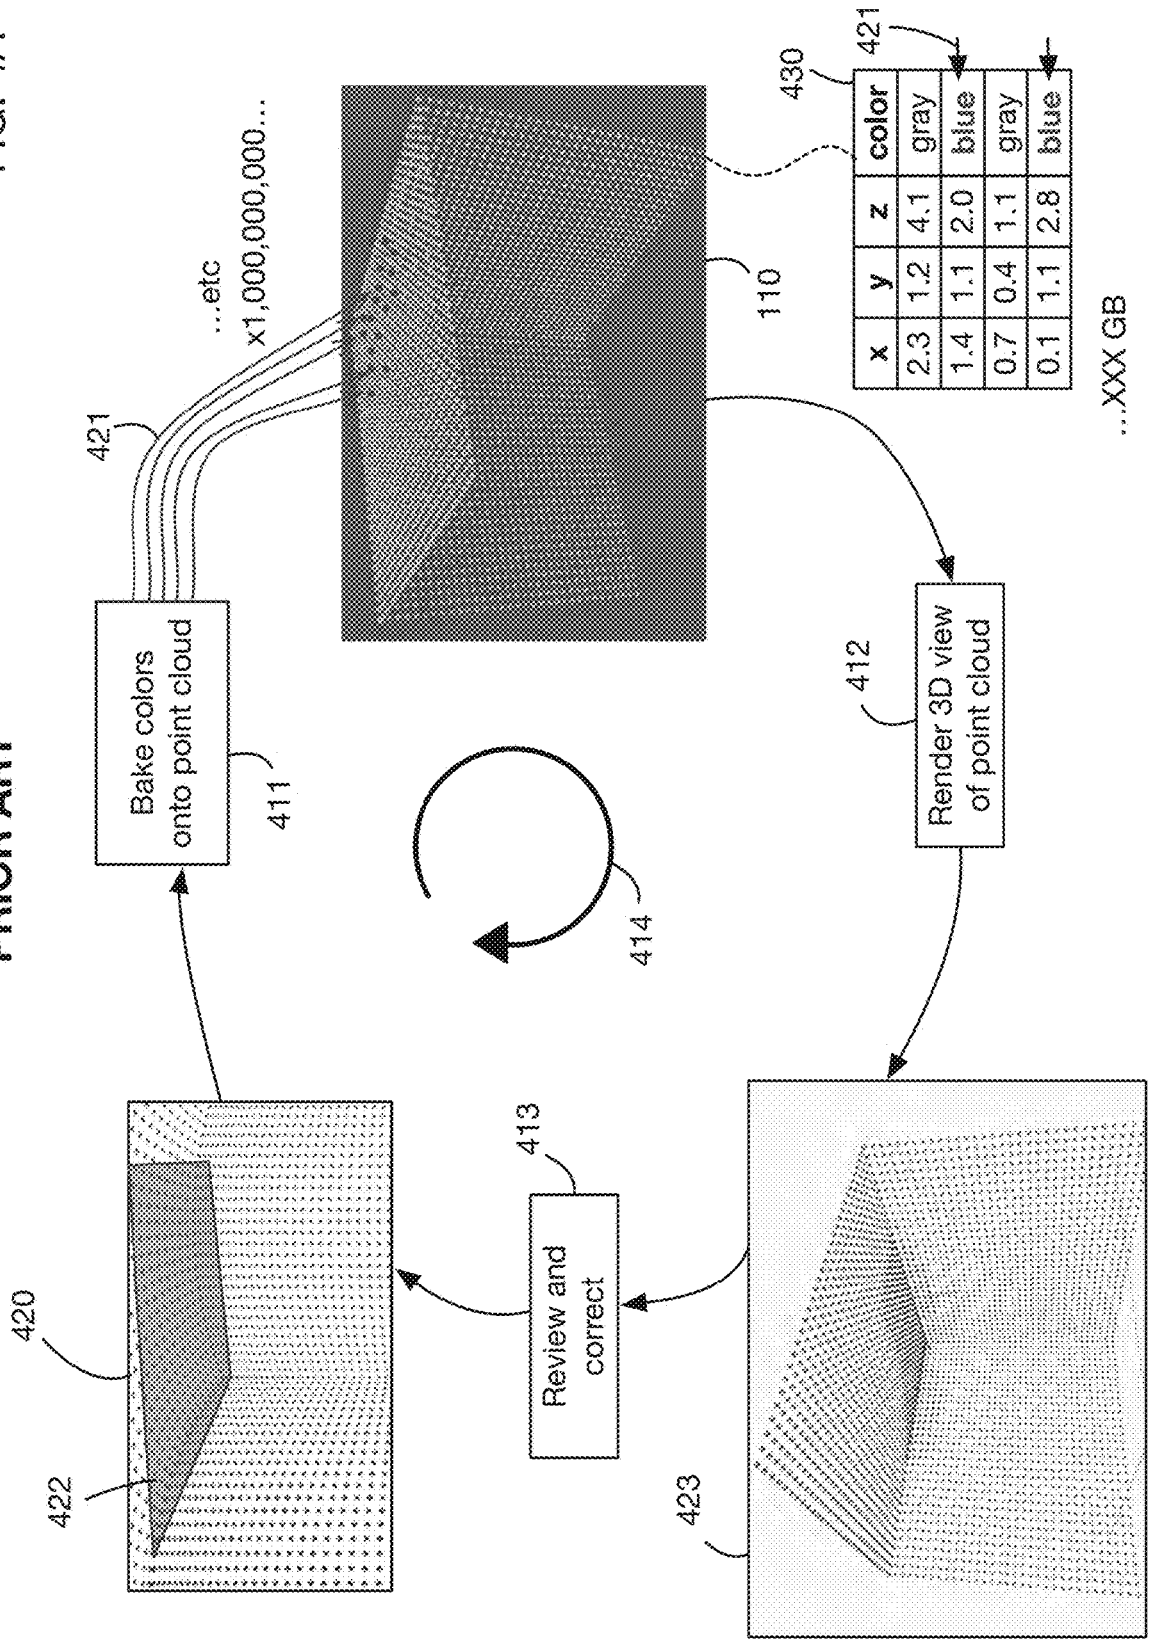 PRIOR ART
420
422
421
...etc
x1,000,000,000...
Bake colors
onto point cloud
411
110
414
413
Review and
correct
412
Render 3D view
of point cloud
423
430
421
x y z color
2.3 1.2 4.1 gray
1.4 1.1 2.0 blue
0.7 0.4 1.1 gray
0.1 1.1 2.8 blue
...XXX GB